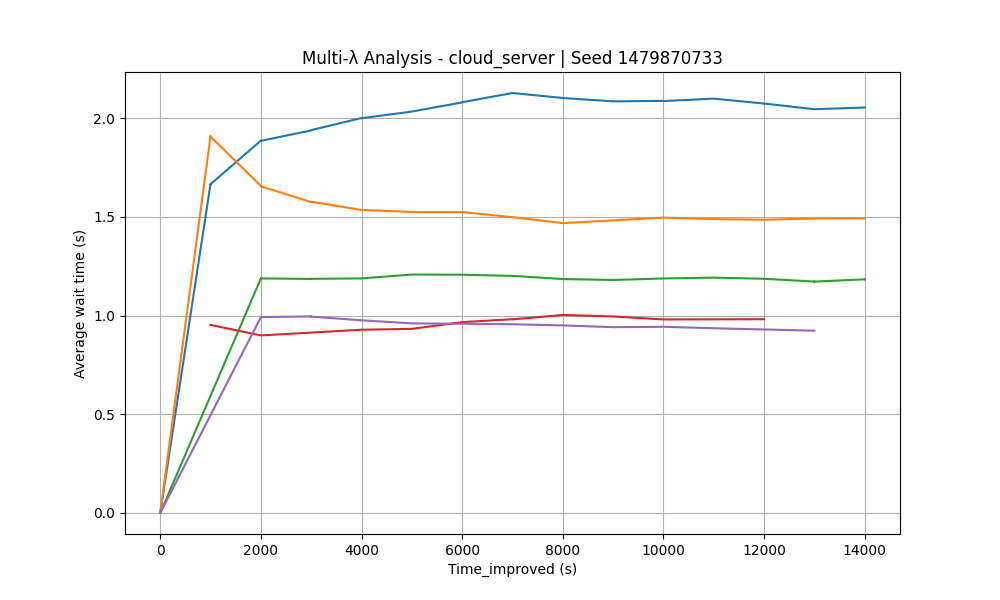 Multi-λ Analysis - cloud_server | Seed 1479870733
Average wait time (s)
2.0
1.5
1.0
0.5
0.0
0 2000 4000 6000 8000 10000 12000 14000
Time_improved (s)